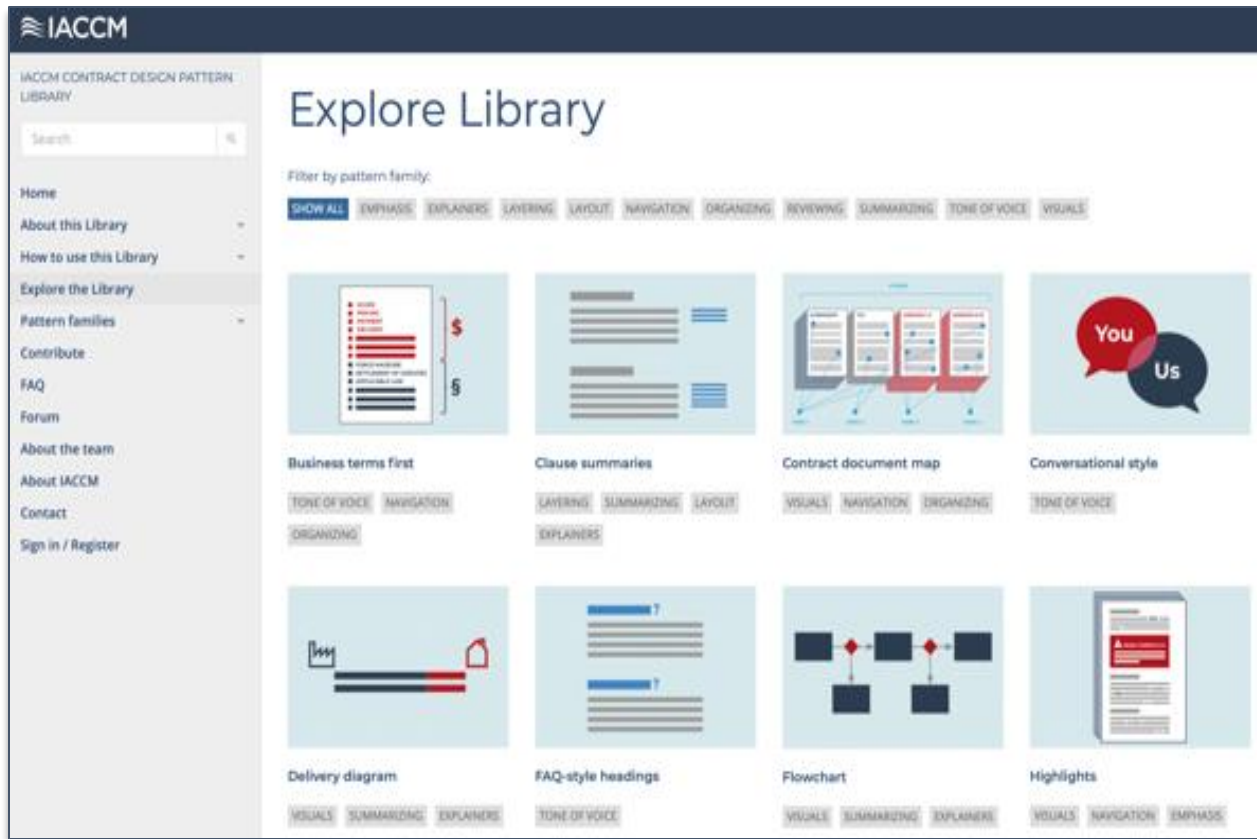 IACCM
IACCM CONTRACT DESIGN PATTERN
LIBRARY
Search
Home
About this Library
How to use this Library
Explore the Library
Pattern families
Contribute
FAQ
Forum
About the team
About IACCM
Contact
Sign in / Register
Explore Library
Filter by pattern family:
SHOW ALL EMPHASIS EXPLAINERS LAYERING LAYOUT NAVIGATION ORGANIZING REVIEWING SUMMARIZING TONE OF VOICE VISUALS
$
§
You
Us
Business terms first
TONE OF VOICE NAVIGATION
ORGANIZING
Clause summaries
LAYERING SUMMARIZING LAYOUT
EXPLAINERS
Contract document map
VISUALS NAVIGATION ORGANIZING
Conversational style
TONE OF VOICE
?
?
Delivery diagram
VISUALS SUMMARIZING EXPLAINERS
FAQ-style headings
TONE OF VOICE
Flowchart
VISUALS SUMMARIZING EXPLAINERS
Highlights
VISUALS NAVIGATION EMPHASIS